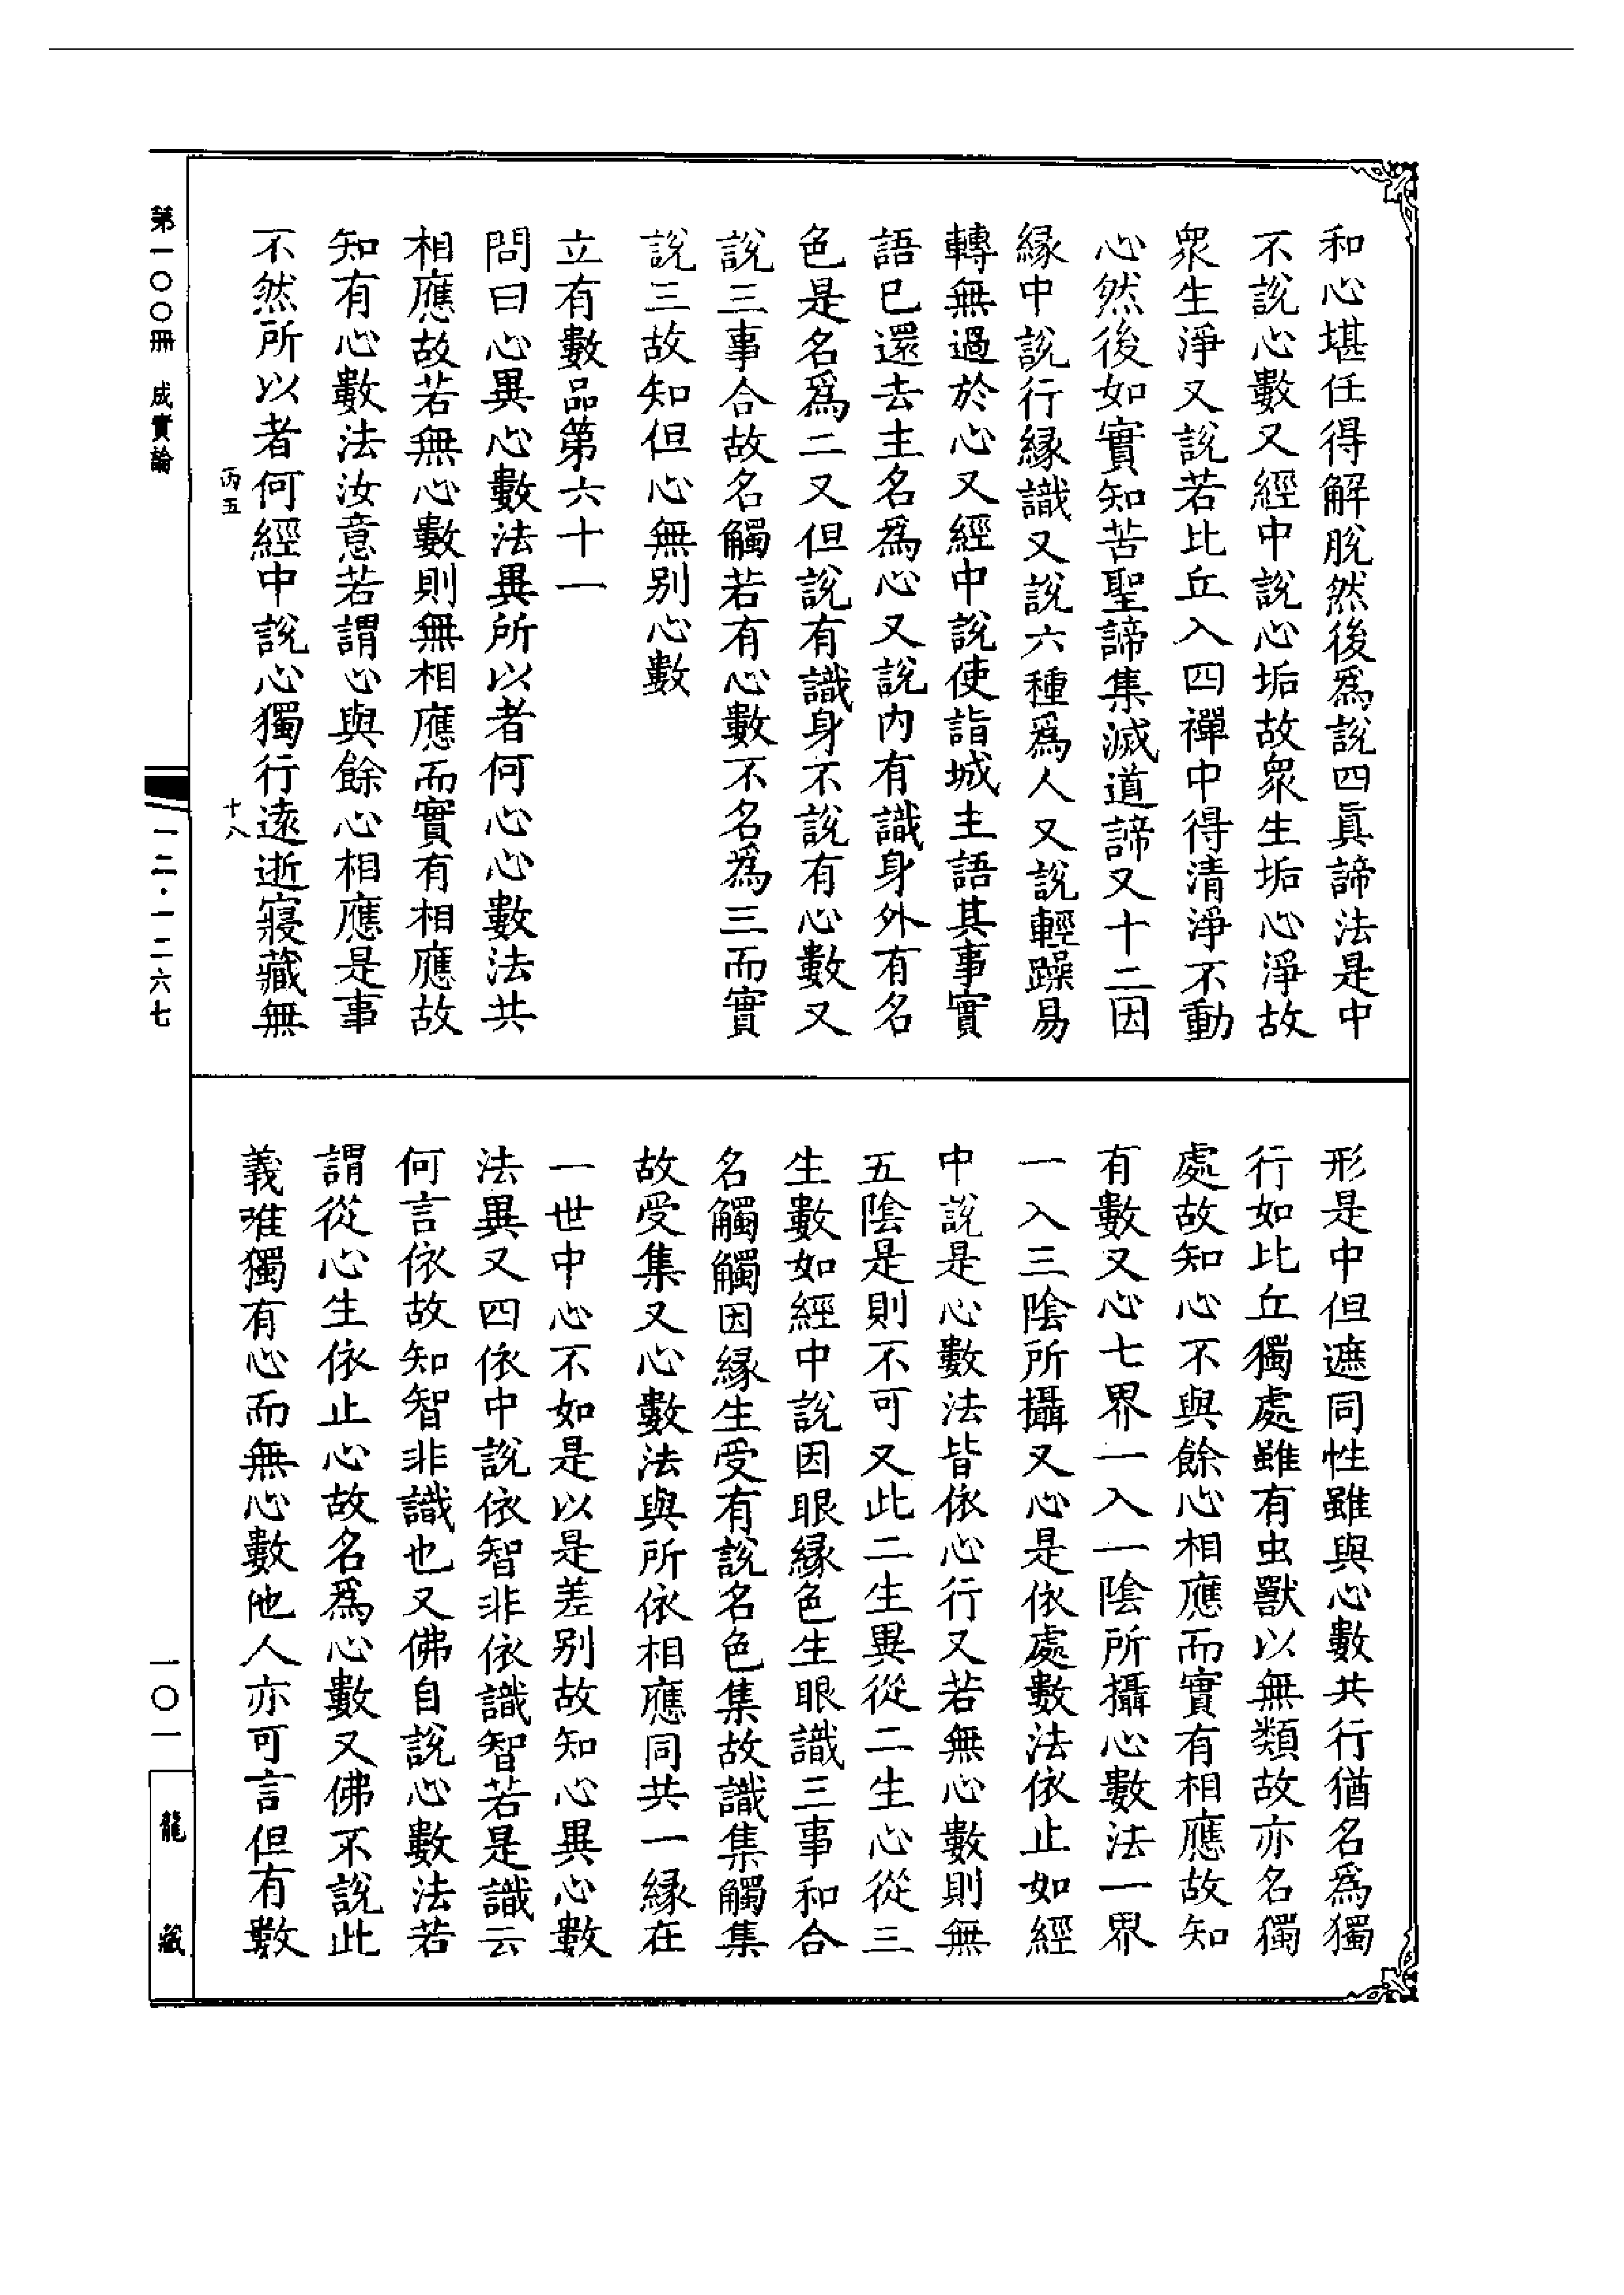 和心堪任得解脫然後爲說四眞諦法是中
不說心數又經中說心垢故衆生垢心淨故
衆生淨又說若比丘入四禪中得清淨不動
心然後如實知苦聖諦集滅道諦又十二因
緣中說行緣識又說六種爲人又說輕躁易
轉無過於心又經中說使詣城主語其事實
語已還去主名爲心又說内有識身外有名
色是名爲二又但說有識身不說有心數又
說三事合故名觸若有心數不名爲三而實
說三故知但心無別心數
立有數品第六十一
問曰心異心數法異所以者何心心數法共
相應故若無心數則無相應而實有相應故
知有心數法汝意若謂心與餘心相應是事
不然所以者何經中說心獨行遠逝寢藏無
丙五
十八
形是中但遮同性雖與心數共行猶名爲獨
行如比丘獨處雖有虫獸以無類故亦名獨
處故知心不與餘心相應而實有相應故知
有數又心七界一入一陰所攝心數法一界
一入三陰所攝又心是依處數法依止如經
中說是心數法皆依心行又若無心數則無
五陰是則不可又此二生異從二生心從三
生數如經中說因眼緣色生眼識三事和合
名觸觸因緣生受有說名色集故識集觸集
故受集又心數法與所依相應同共一緣在
一世中心不如是以是差別故知心異心數
法異又四依中說依智非依識智若是識云
何言依故知智非識也又佛自說心數法若
謂從心生依止心故名爲心數又佛不說此
義唯獨有心而無心數他人亦可言但有數
第一〇〇冊　成實論
一二·一二六七
一〇一
龍藏